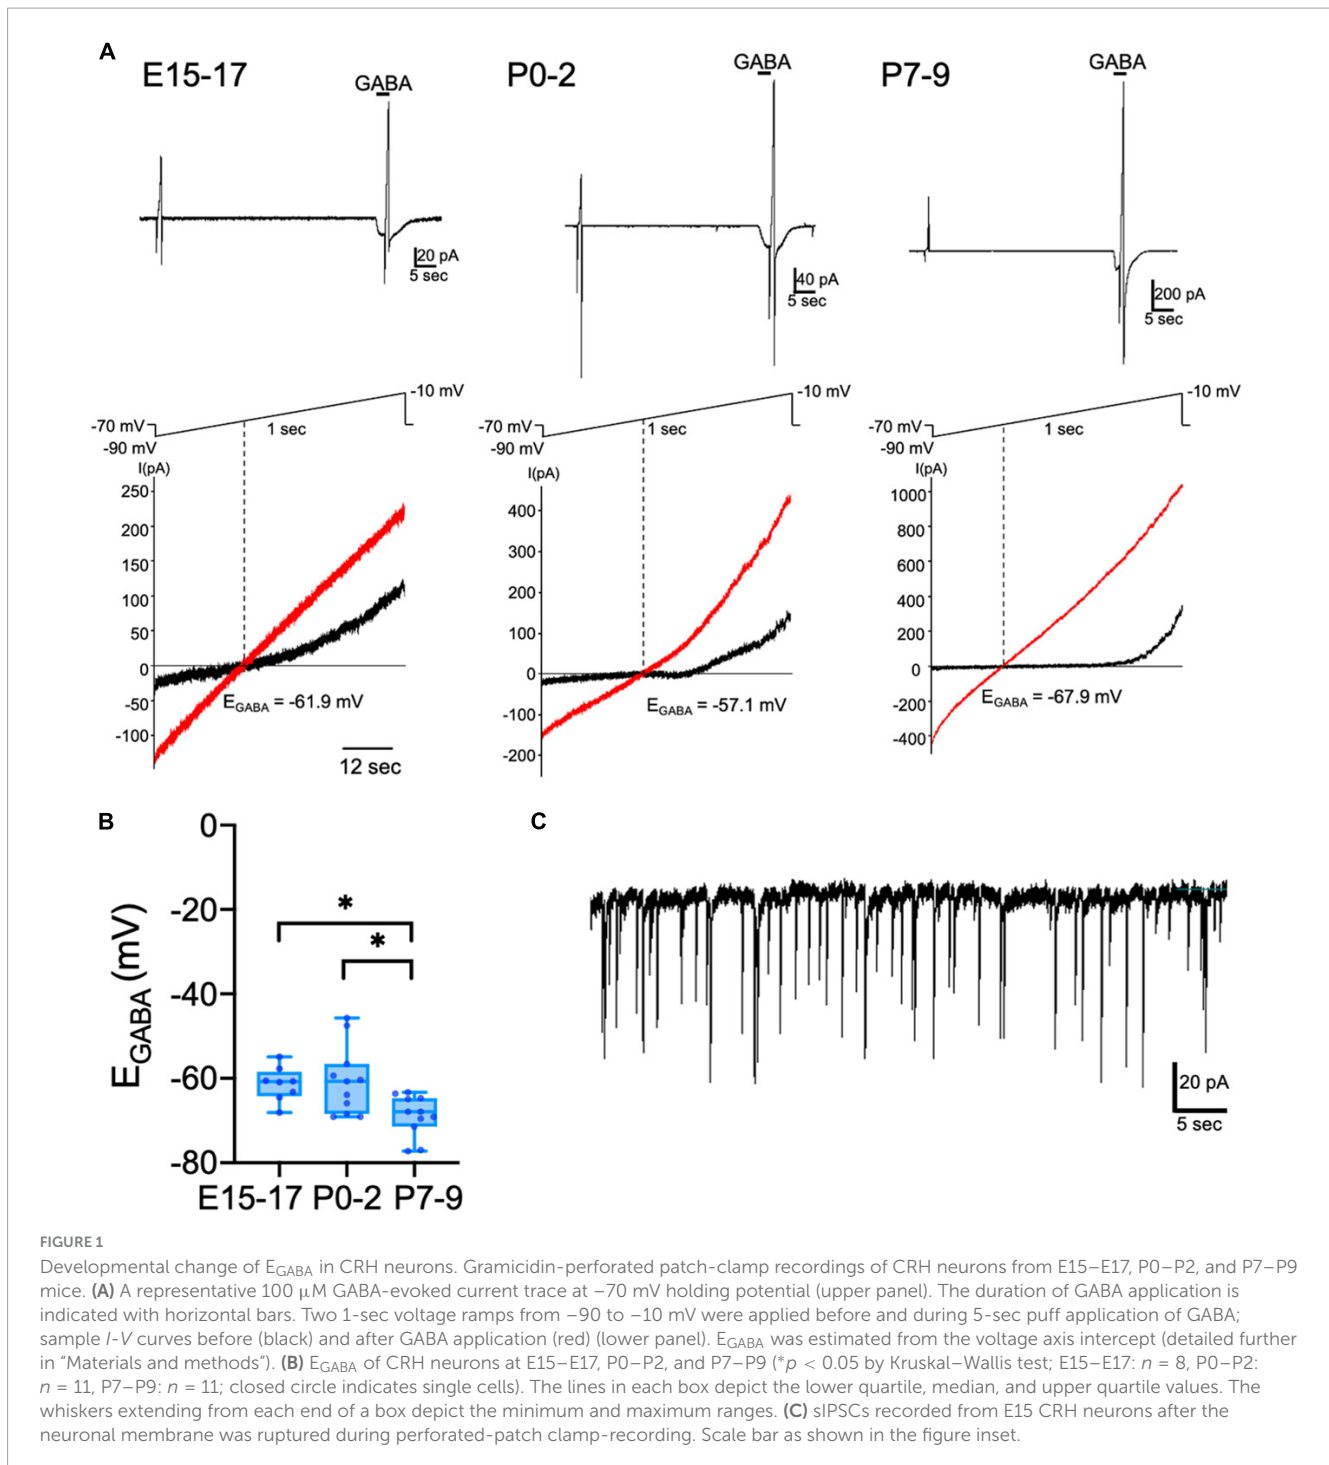 A
E15-17
P0-2
P7-9
GABA
GABA
GABA
20 pA
5 sec
40 pA
5 sec
200 pA
5 sec
-10 mV
-70 mV
1 sec
-90 mV
I(pA)
250
200
150
100
50
0
-50
-100
E_GABA = -61.9 mV
12 sec
-10 mV
-70 mV
1 sec
-90 mV
I(pA)
400
300
200
100
0
-100
-200
E_GABA = -57.1 mV
-10 mV
-70 mV
1 sec
-90 mV
I(pA)
1000
800
600
400
200
0
-200
-400
E_GABA = -67.9 mV
B
E_GABA (mV)
0
-20
-40
-60
-80
*
*
E15-17 P0-2 P7-9
C
20 pA
5 sec
FIGURE 1
Developmental change of E_GABA in CRH neurons. Gramicidin-perforated patch-clamp recordings of CRH neurons from E15–E17, P0–P2, and P7–P9
mice. (A) A representative 100 μM GABA-evoked current trace at −70 mV holding potential (upper panel). The duration of GABA application is
indicated with horizontal bars. Two 1-sec voltage ramps from −90 to −10 mV were applied before and during 5-sec puff application of GABA;
sample I-V curves before (black) and after GABA application (red) (lower panel). E_GABA was estimated from the voltage axis intercept (detailed further
in "Materials and methods"). (B) E_GABA of CRH neurons at E15–E17, P0–P2, and P7–P9 (*p < 0.05 by Kruskal–Wallis test; E15–E17: n = 8, P0–P2:
n = 11, P7–P9: n = 11; closed circle indicates single cells). The lines in each box depict the lower quartile, median, and upper quartile values. The
whiskers extending from each end of a box depict the minimum and maximum ranges. (C) sIPSCs recorded from E15 CRH neurons after the
neuronal membrane was ruptured during perforated-patch clamp-recording. Scale bar as shown in the figure inset.